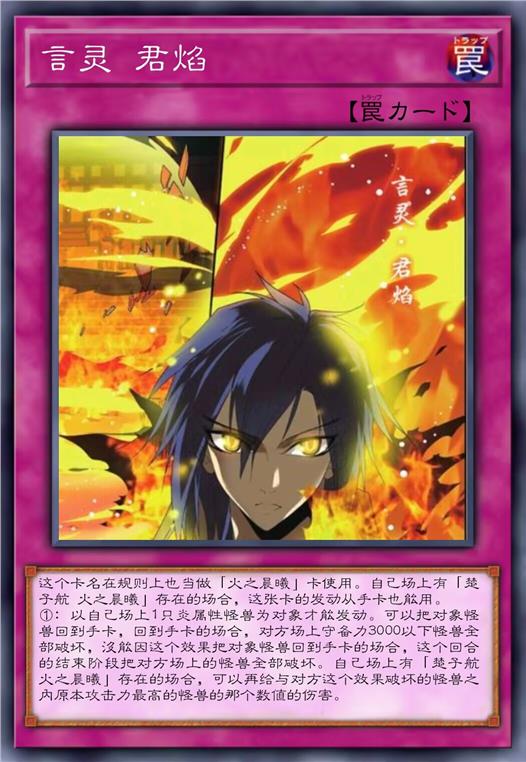 言灵 君焰
トラップ
罠
トラップ
【罠カード】
言灵·君焰
这个卡名在规则上也当做「火之晨曦」卡使用。自己场上有「楚
子航 火之晨曦」存在的场合，这张卡的发动从手卡也能用。
①：以自己场上1只炎属性怪兽为对象才能发动。可以把对象怪
兽回到手卡，回到手卡的场合，对方场上守备力3000以下怪兽全
部破坏，没能因这个效果把对象怪兽回到手卡的场合，这个回合
的结束阶段把对方场上的怪兽全部破坏。自己场上有「楚子航
火之晨曦」存在的场合，可以再给与对方这个效果破坏的怪兽之
内原本攻击力最高的怪兽的那个数值的伤害。